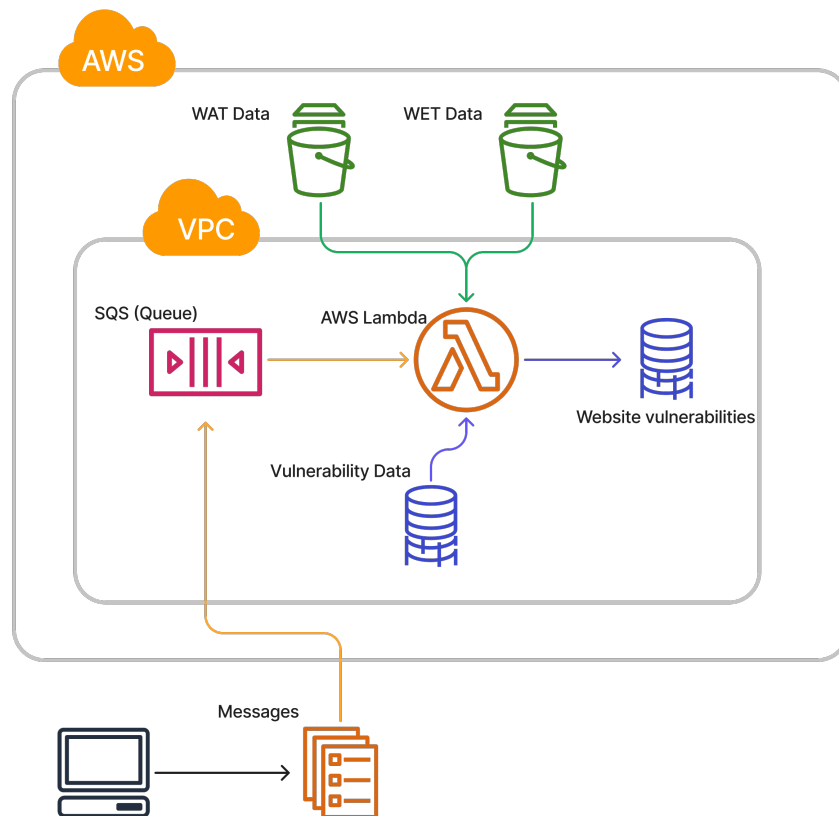 AWS
WAT Data
WET Data
VPC
SQS (Queue)
AWS Lambda
Website vulnerabilities
Vulnerability Data
Messages